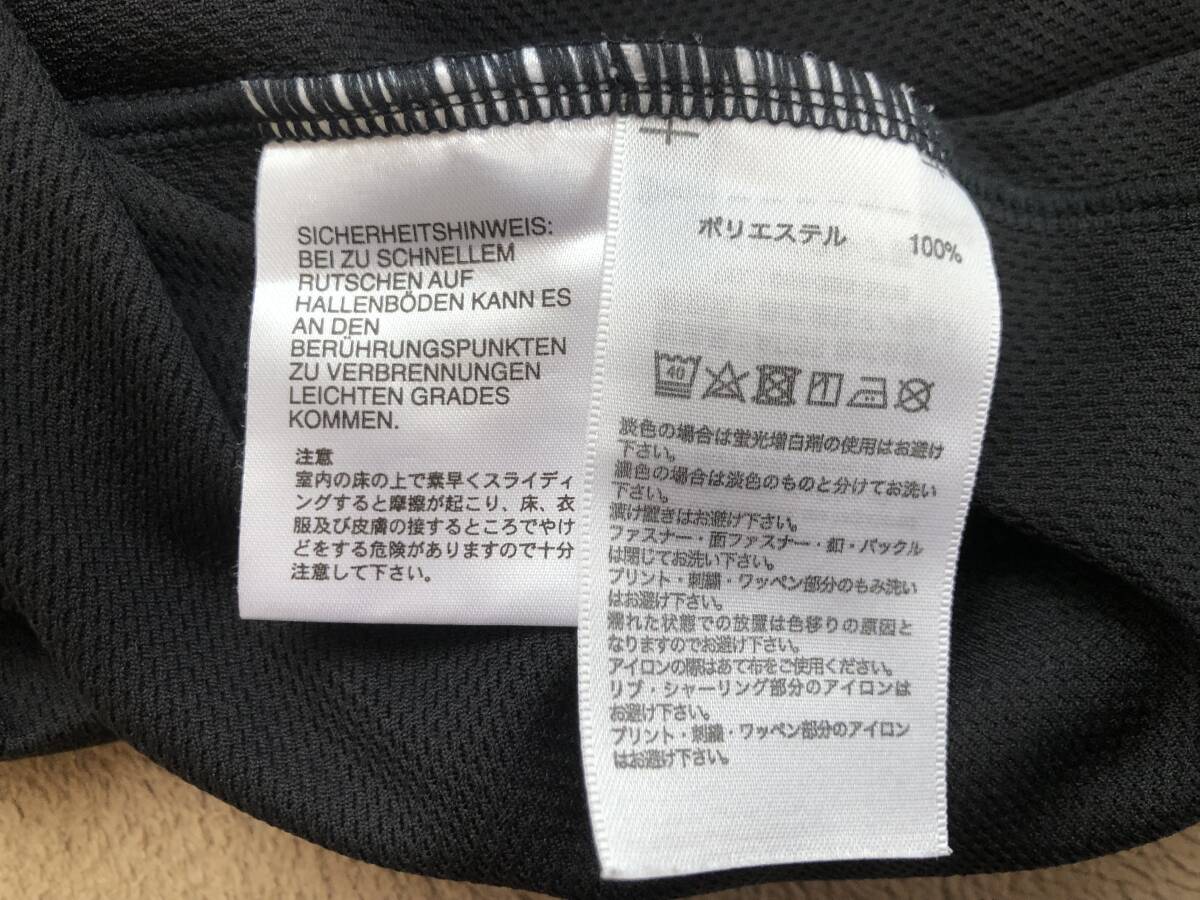 SICHERHEITSHINWEIS:
BEI ZU SCHNELLEM
RUTSCHEN AUF
HALLENBÖDEN KANN ES
AN DEN
BERÜHRUNGSPUNKTEN
ZU VERBRENNUNGEN
LEICHTEN GRADES
KOMMEN.
注意
室内の床の上で素早くスライディ
ングすると摩擦が起こり、床、衣
服及び皮膚の接するところでやけ
どをする危険がありますので十分
注意して下さい。
ポリエステル 100%
40
淡色の場合は蛍光増白剤の使用はお避け
下さい。
濃色の場合は淡色のものと分けてお洗い
下さい。
漬け置きはお避け下さい。
ファスナー・面ファスナー・釦・バックル
は閉じてお洗い下さい。
プリント・刺繍・ワッペン部分のもみ洗い
はお避け下さい。
濡れた状態での放置は色移りの原因と
なりますのでお避け下さい。
アイロンの際はあて布をご使用ください。
リブ・シャーリング部分のアイロンは
お避け下さい。
プリント・刺繍・ワッペン部分のアイロン
はお避け下さい。